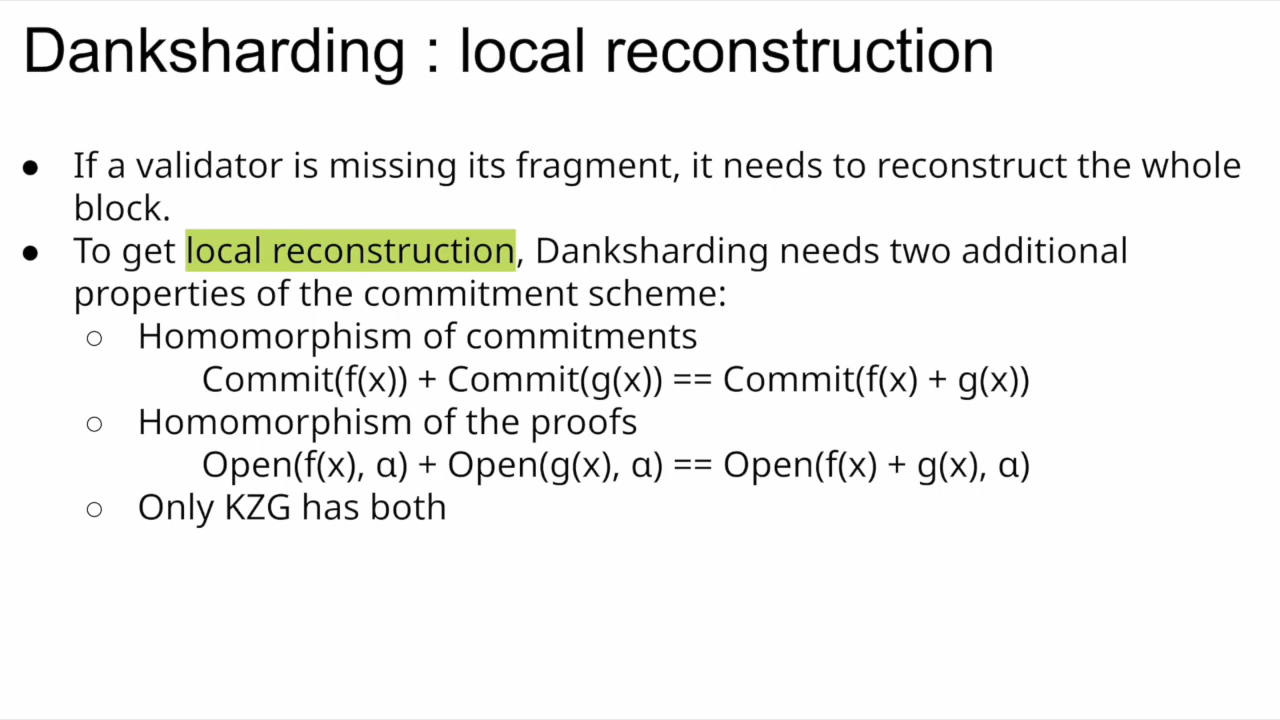 Danksharding : local reconstruction
● If a validator is missing its fragment, it needs to reconstruct the whole
block.
● To get local reconstruction, Danksharding needs two additional
properties of the commitment scheme:
○ Homomorphism of commitments
Commit(f(x)) + Commit(g(x)) == Commit(f(x) + g(x))
○ Homomorphism of the proofs
Open(f(x), α) + Open(g(x), α) == Open(f(x) + g(x), α)
○ Only KZG has both